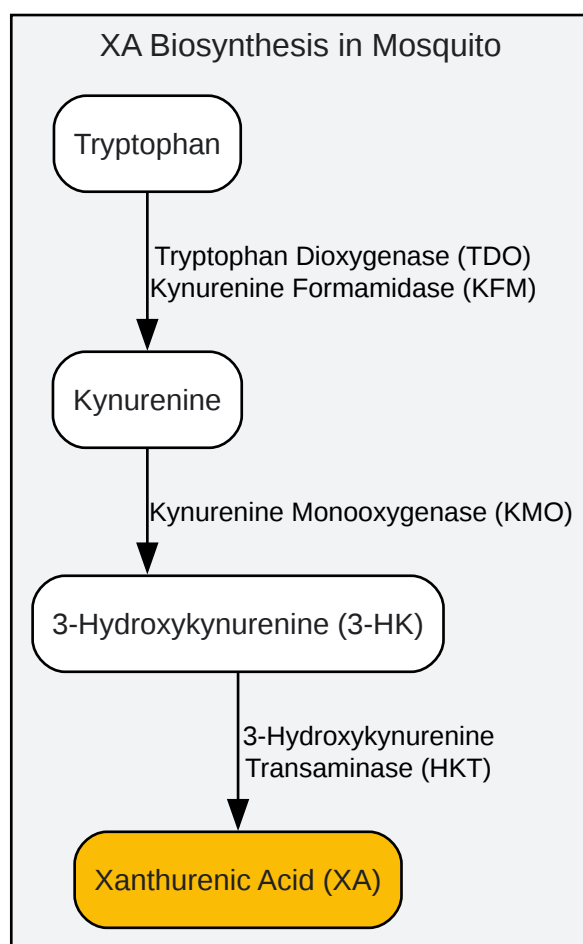 XA Biosynthesis in Mosquito
Tryptophan
Tryptophan Dioxygenase (TDO)
Kynurenine Formamidase (KFM)
Kynurenine
Kynurenine Monooxygenase (KMO)
3-Hydroxykynurenine (3-HK)
3-Hydroxykynurenine
Transaminase (HKT)
Xanthurenic Acid (XA)